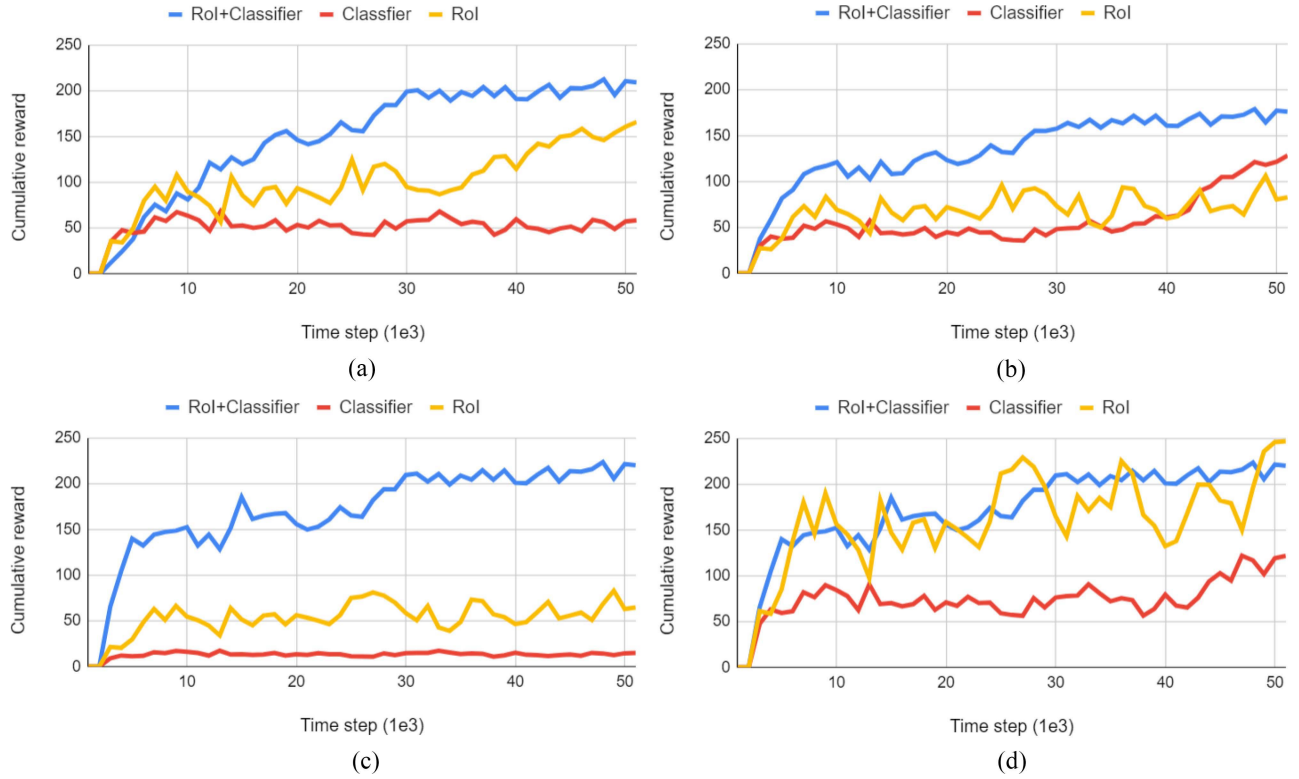 RoI+Classifier Classfier RoI
250
200
150
100
50
0
Cumulative reward
10 20 30 40 50
Time step (1e3)
(a)
RoI+Classifier Classifier RoI
250
200
150
100
50
0
Cumulative reward
10 20 30 40 50
Time step (1e3)
(b)
RoI+Classifier Classifier RoI
250
200
150
100
50
0
Cumulative reward
10 20 30 40 50
Time step (1e3)
(c)
RoI+Classifier Classifier RoI
250
200
150
100
50
0
Cumulative reward
10 20 30 40 50
Time step (1e3)
(d)